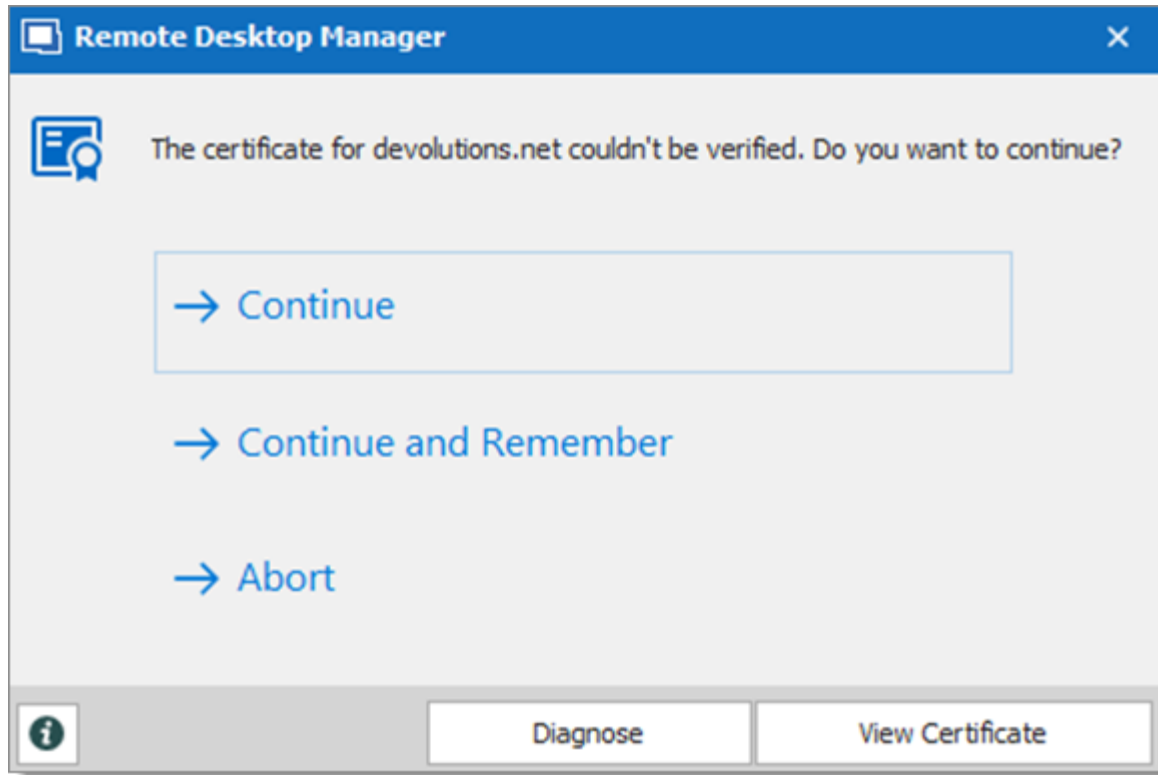 Remote Desktop Manager
The certificate for devolutions.net couldn't be verified. Do you want to continue?
Continue
Continue and Remember
Abort
Diagnose
View Certificate